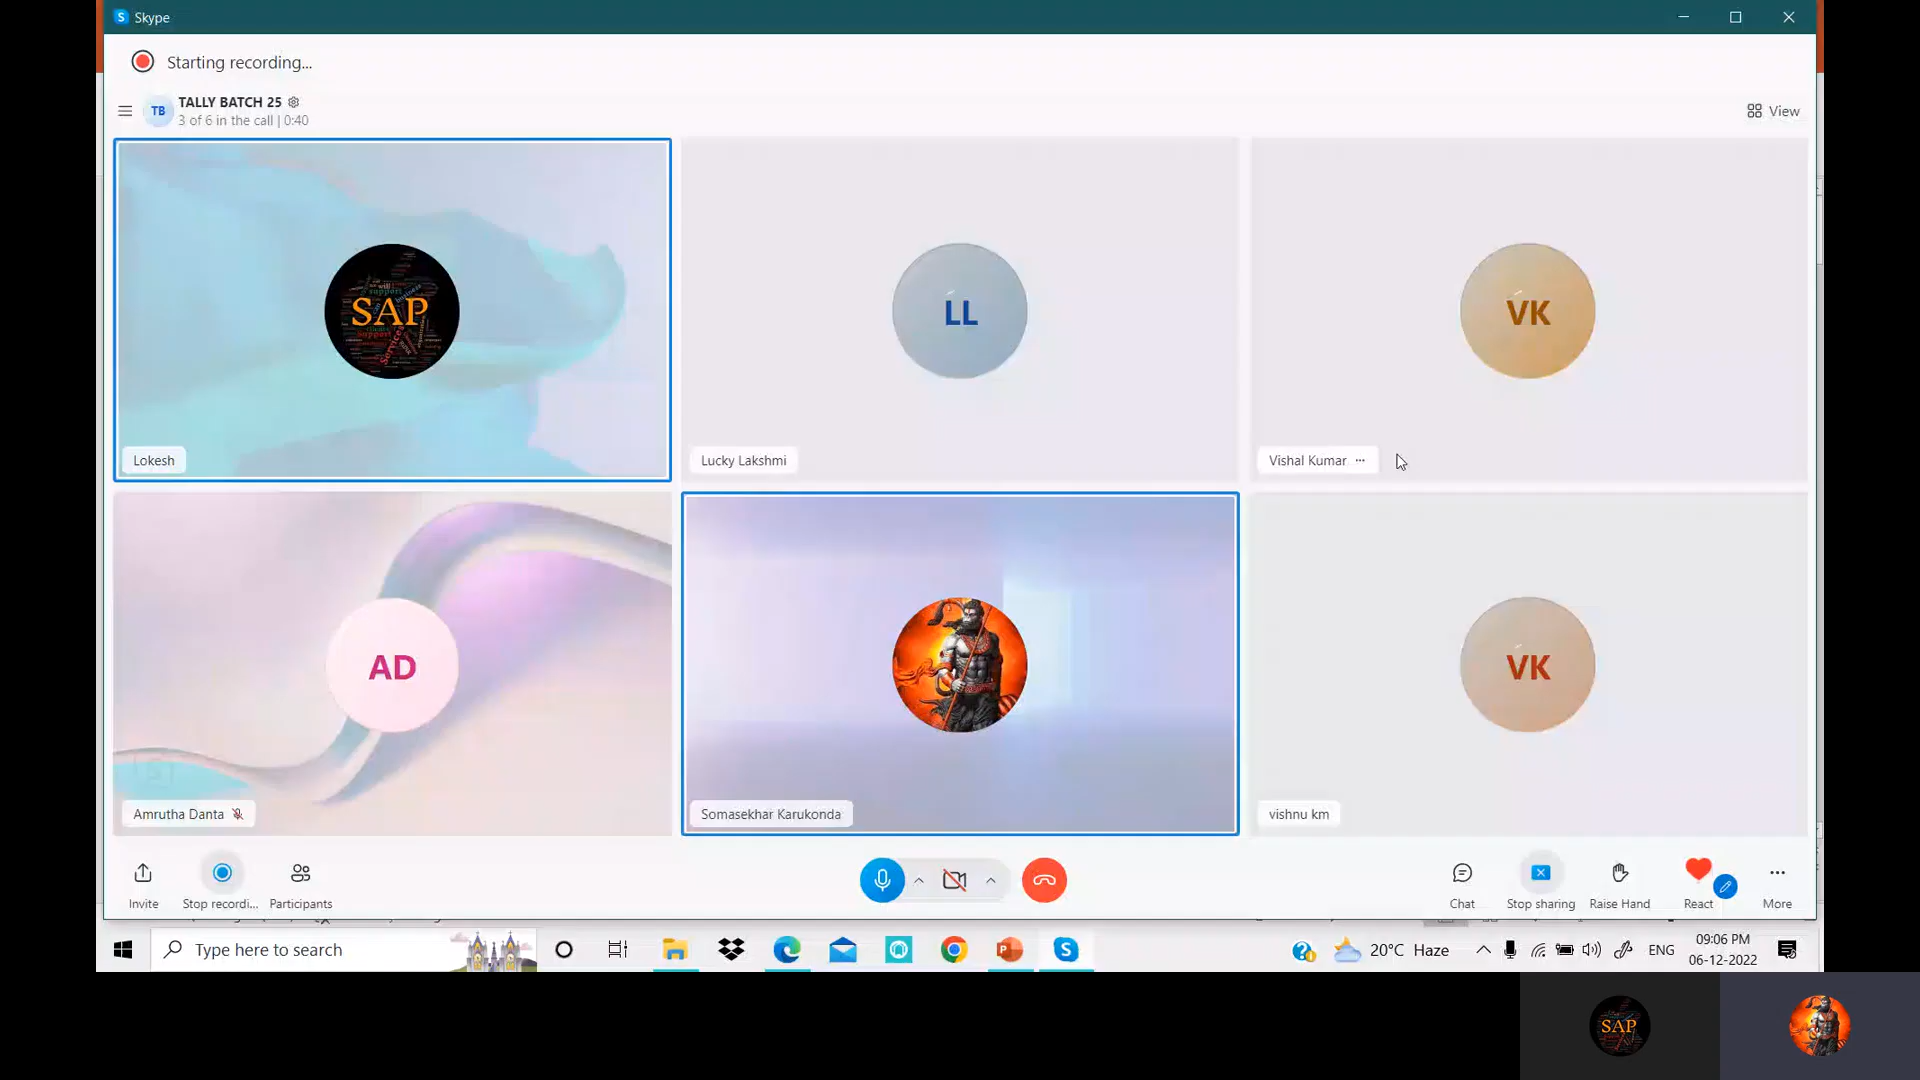 Skype
Starting recording...
TB
TALLY BATCH 25
3 of 6 in the call | 0:40
View
SAP
Lokesh
LL
Lucky Lakshmi
VK
Vishal Kumar ···
AD
Amrutha Danta
Somasekhar Karukonda
VK
vishnu km
Invite
Stop recordi...
Participants
Chat
Stop sharing
Raise Hand
React
More
Type here to search
20°C Haze
ENG
09:06 PM
06-12-2022
SAP